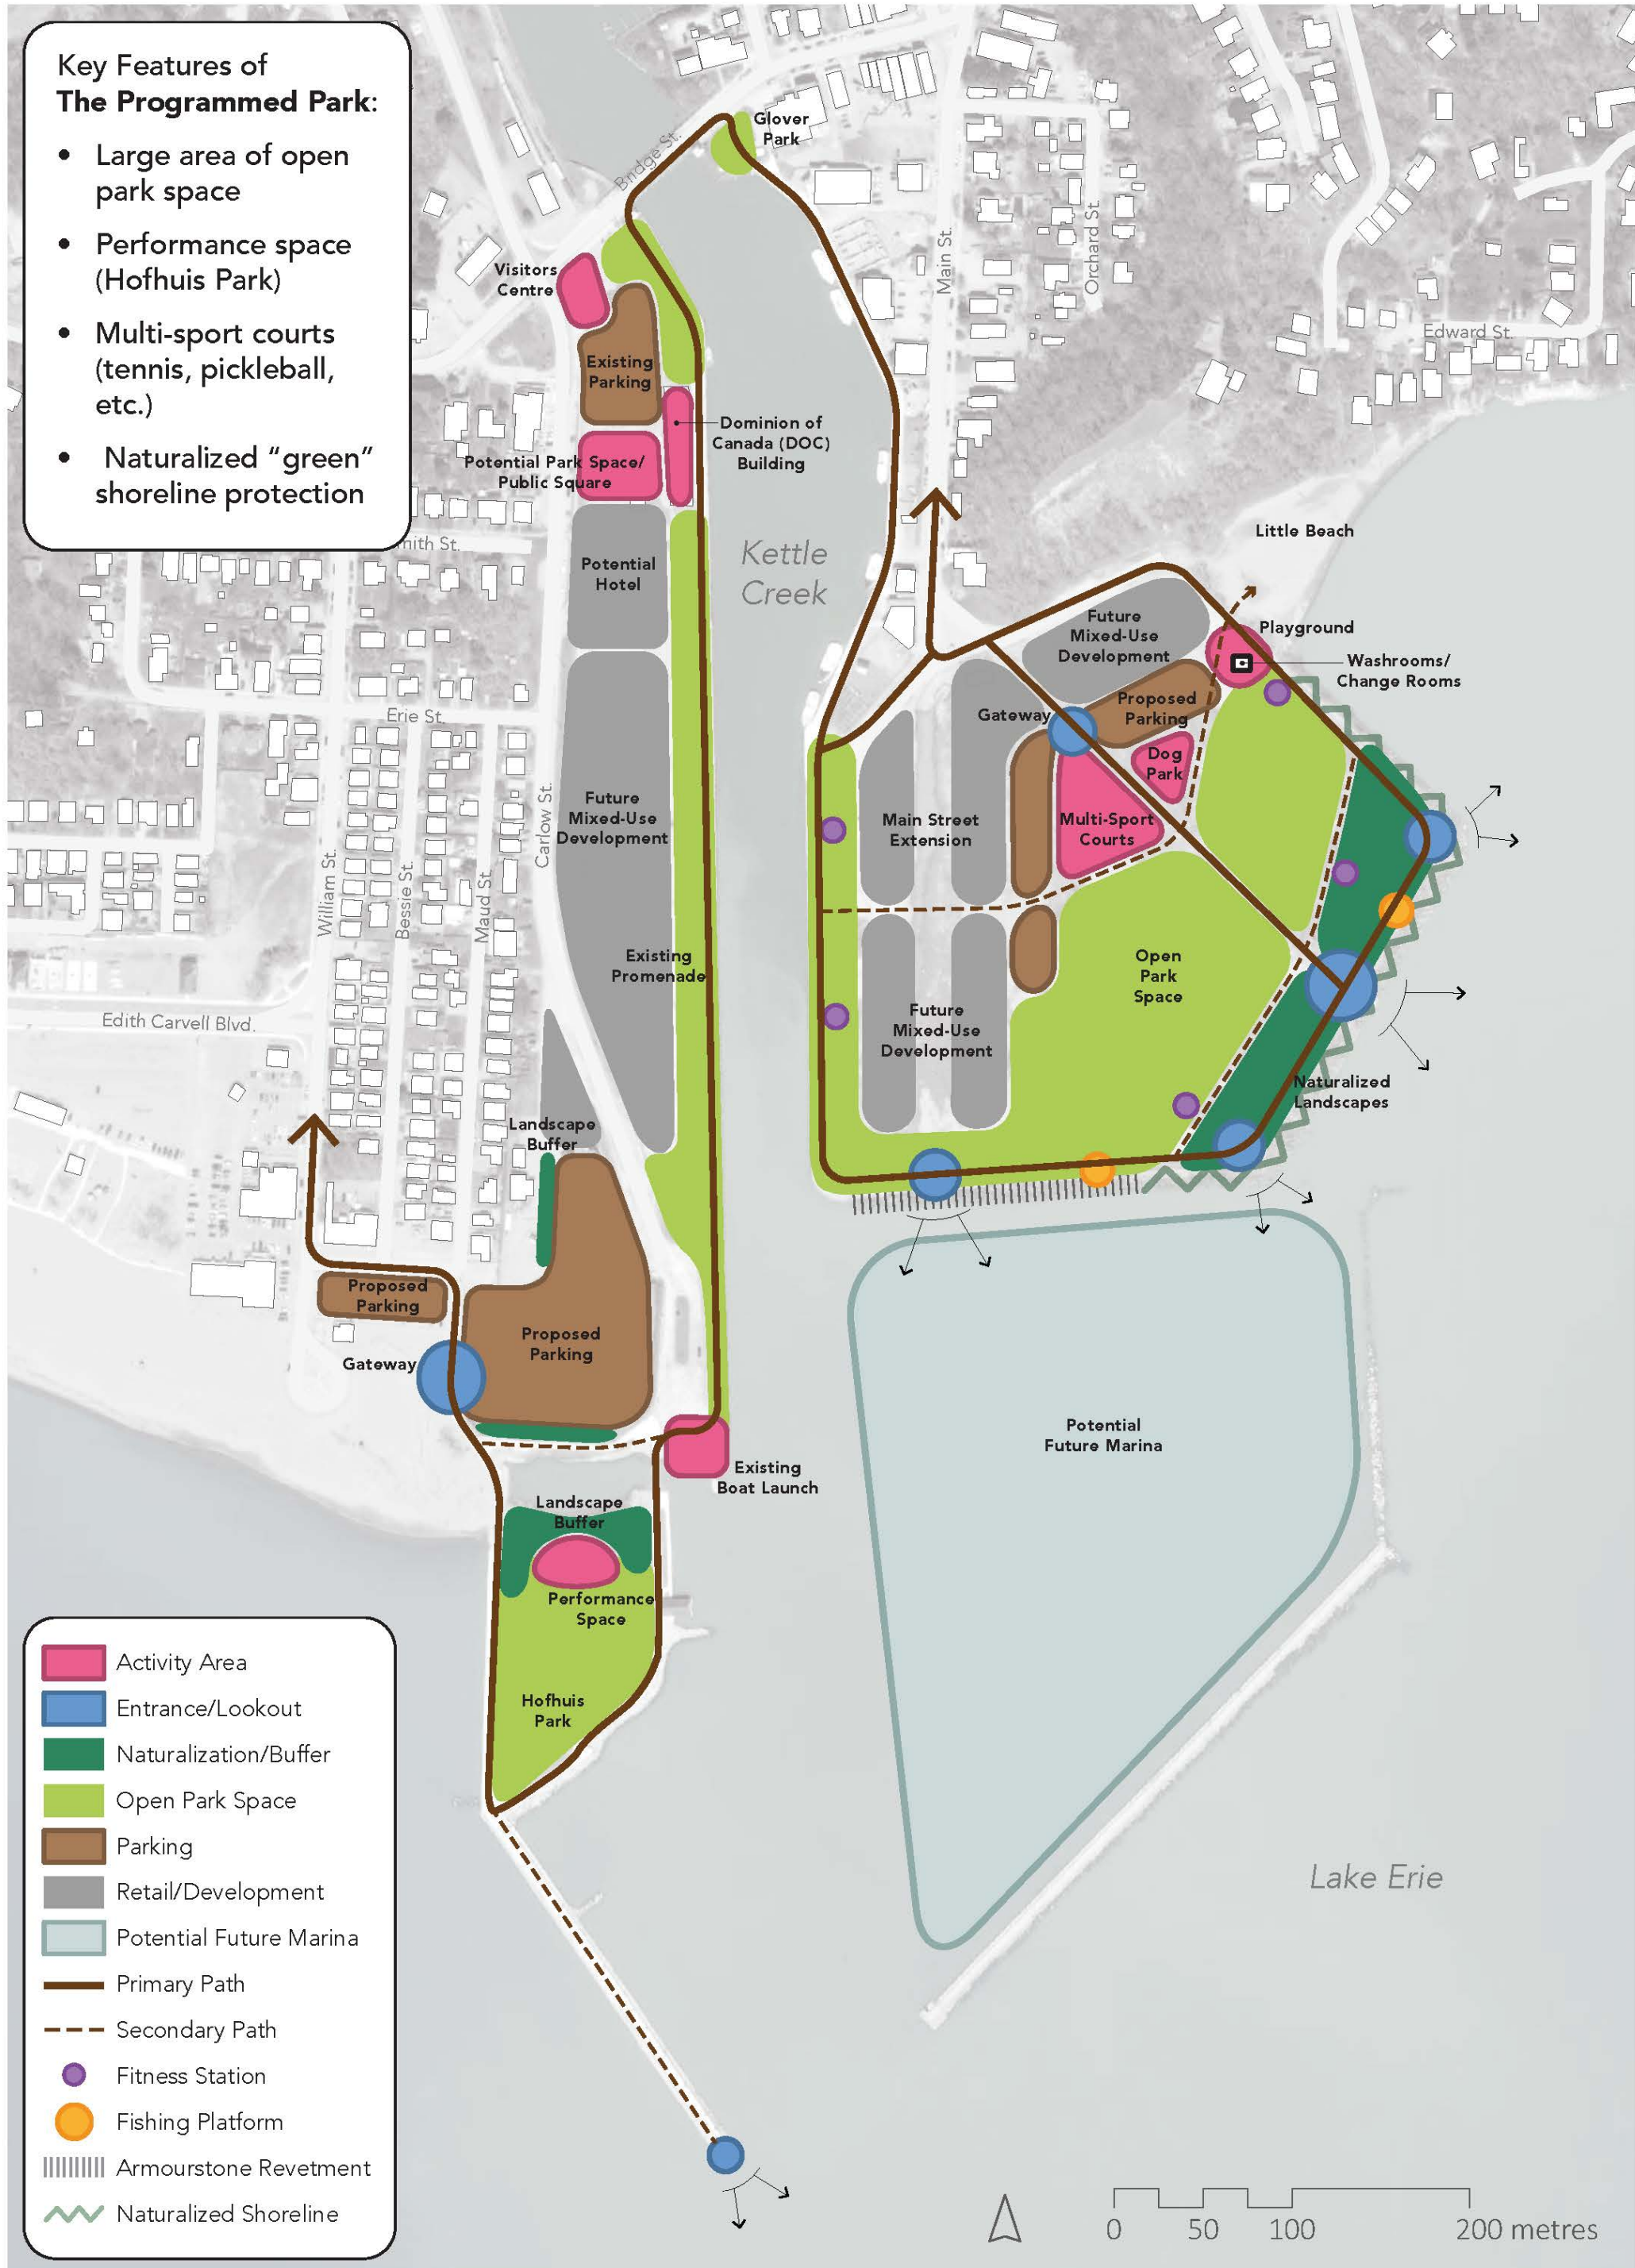 Key Features of
The Programmed Park:
• Large area of open
park space
• Performance space
(Hofhuis Park)
• Multi-sport courts
(tennis, pickleball,
etc.)
• Naturalized “green”
shoreline protection
Glover
Park
Bridge St.
Visitors
Centre
Main St.
Orchard St.
Edward St.
Existing
Parking
Dominion of
Canada (DOC)
Building
Potential Park Space/
Public Square
mith St.
Potential
Hotel
Kettle
Creek
Little Beach
Future
Mixed-Use
Development
Playground
Washrooms/
Change Rooms
Erie St.
Gateway
Proposed
Parking
Dog
Park
Future
Mixed-Use
Development
Carlow St.
Main Street
Extension
Multi-Sport
Courts
William St.
Bessie St.
Maud St.
Existing
Promenade
Open
Park
Space
Edith Carvell Blvd.
Future
Mixed-Use
Development
Naturalized
Landscapes
Landscape
Buffer
Proposed
Parking
Proposed
Parking
Gateway
Potential
Future Marina
Existing
Boat Launch
Landscape
Buffer
Performance
Space
Hofhuis
Park
Lake Erie
Activity Area
Entrance/Lookout
Naturalization/Buffer
Open Park Space
Parking
Retail/Development
Potential Future Marina
Primary Path
Secondary Path
Fitness Station
Fishing Platform
Armourstone Revetment
Naturalized Shoreline
0 50 100 200 metres